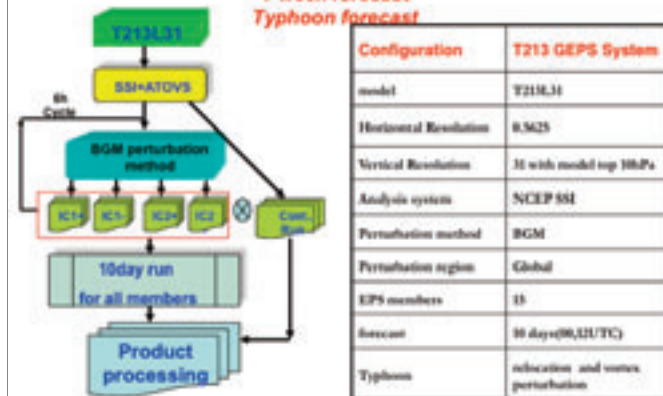 Typhoon forecast
T213L31
SSI+ATOVS
6h
Cycle
BGM perturbation
method
IC1+
IC1-
IC2+
IC2
Cont.
Run
10day run
for all members
Product
processing
Configuration T213 GEPS System
model T213L31
Horizontal Resolution 0.5625
Vertical Resolution 31 with model top 10hPa
Analysis system NCEP SSI
Perturbation method BGM
Perturbation region Global
EPS members 15
forecast 10 days(00,12UTC)
Typhoon relocation and vortex
perturbation